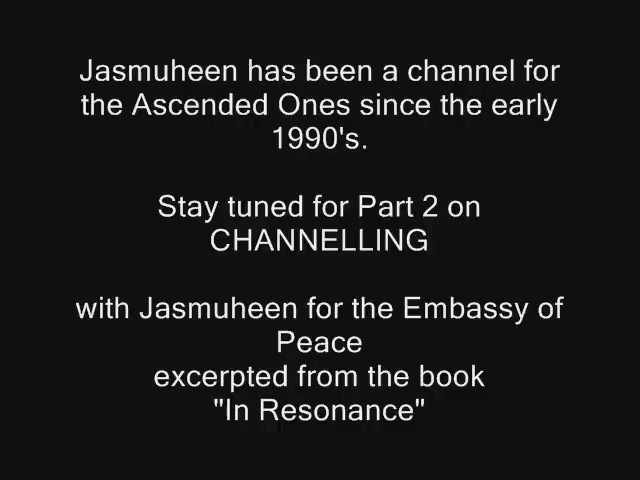 Jasmuheen has been a channel for
the Ascended Ones since the early
1990's.
Stay tuned for Part 2 on
CHANNELLING
with Jasmuheen for the Embassy of
Peace
excerpted from the book
"In Resonance"